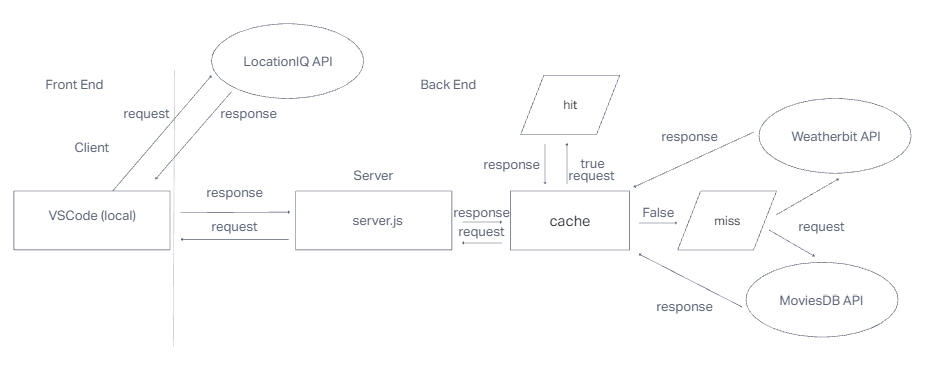 LocationIQ API
Front End
Back End
request
response
hit
Client
response
true
request
response
Weatherbit API
Server
response
VSCode (local)
request
server.js
response
request
cache
False
miss
request
response
MoviesDB API